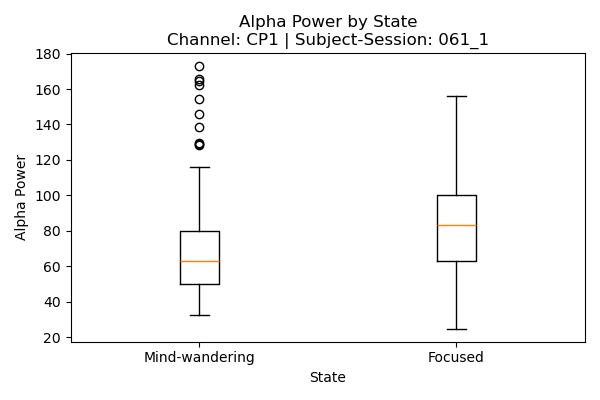 Alpha Power by State
Channel: CP1 | Subject-Session: 061_1
180
160
140
120
100
80
60
40
20
Alpha Power
Mind-wandering
Focused
State